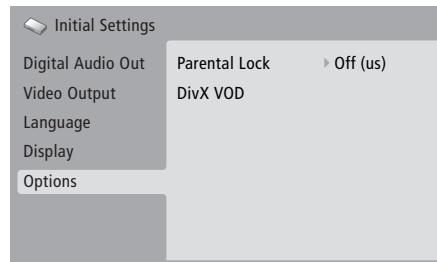 Initial Settings
Digital Audio Out
Parental Lock
Off (us)
Video Output
DivX VOD
Language
Display
Options